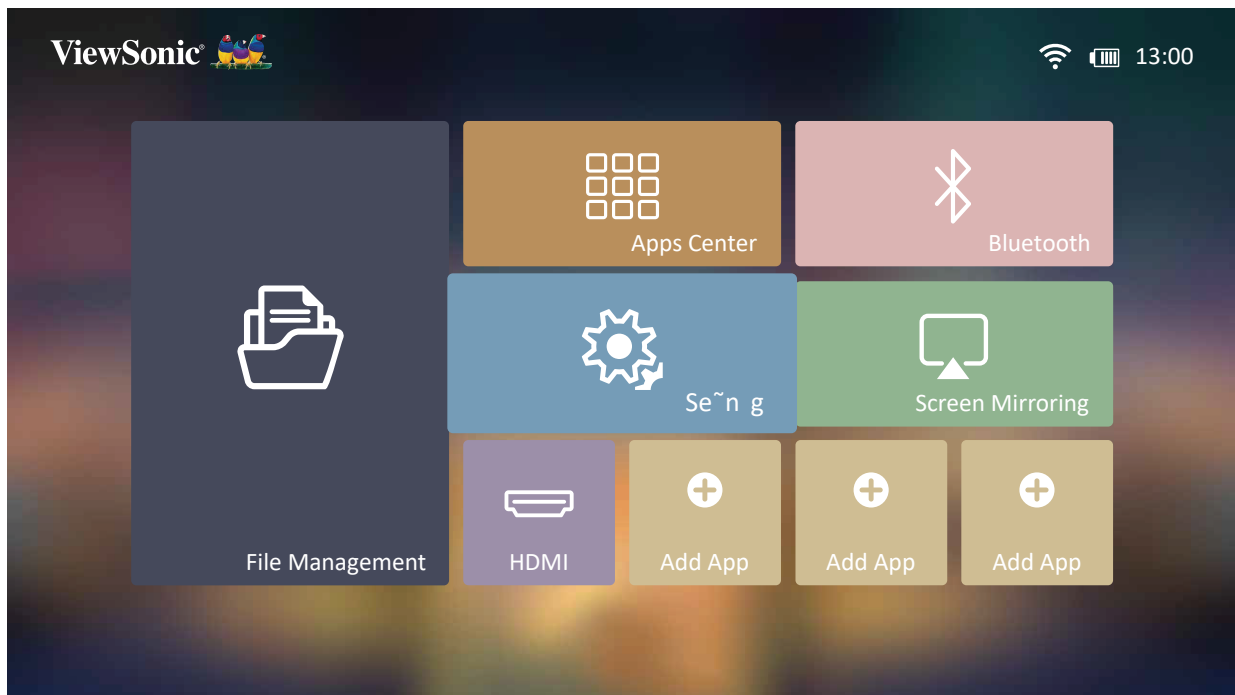 ViewSonic®
13:00
Apps Center
Bluetooth
Se˜n g
Screen Mirroring
File Management
HDMI
Add App
Add App
Add App